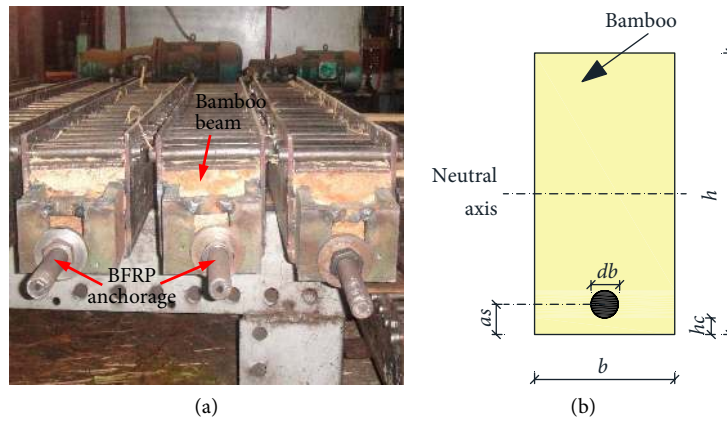 Bamboo
beam
BFRP
anchorage
(a)
Bamboo
Neutral
axis
h
db
as
hc
b
(b)